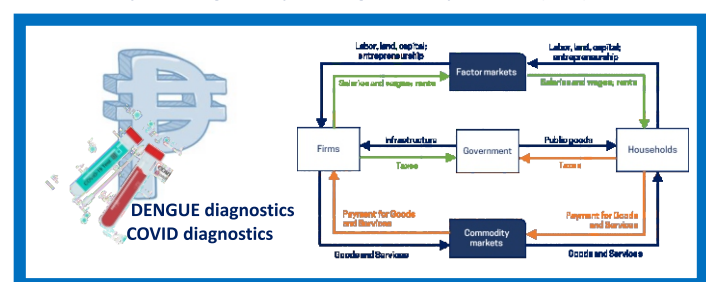 Labor, land, capital;
entrepreneurship
Labor, land, capital;
entrepreneurship
Factor markets
Salaries and wages, rents
Salaries and wages, rents
Firms
Infrastructure
Government
Public goods
Households
Taxes
Taxes
DENGUE diagnostics
COVID diagnostics
Payment for Goods
and Services
Payment for Goods
and Services
Commodity
markets
Goods and Services
Goods and Services